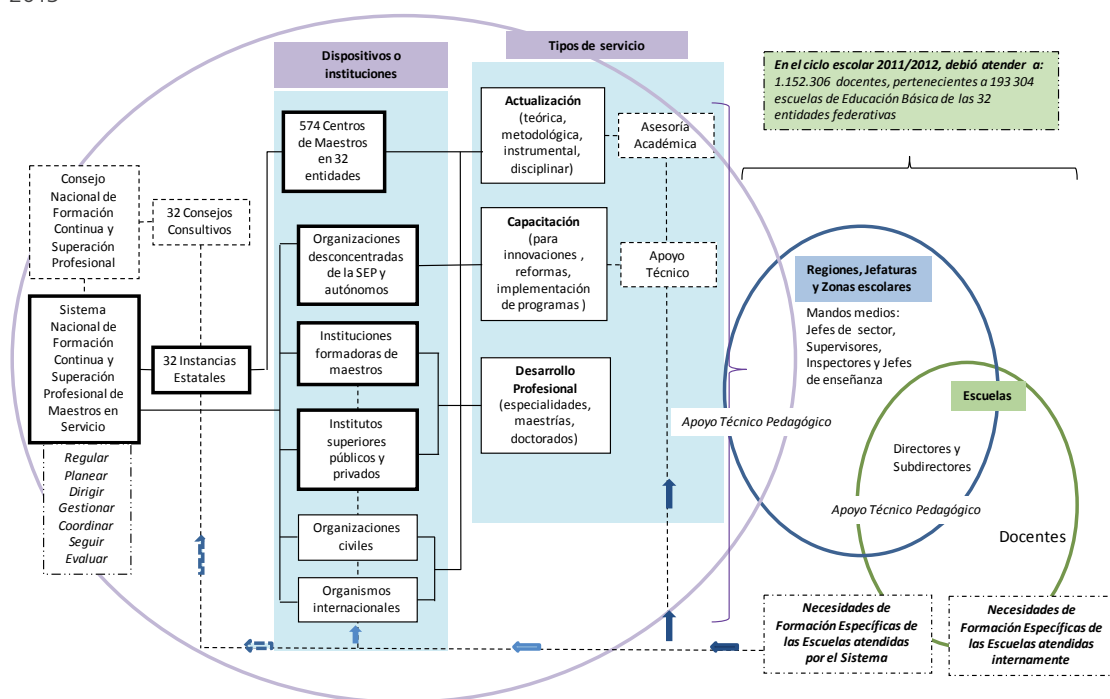 2013
Dispositivos o
instituciones
Tipos de servicio
En el ciclo escolar 2011/2012, debió atender a:
1.152.306 docentes, pertenecientes a 193 304
escuelas de Educación Básica de las 32
entidades federativas
574 Centros
de Maestros
en 32
entidades
Actualización
(teórica,
metodológica,
instrumental,
disciplinar)
Asesoría
Académica
Consejo
Nacional de
Formación
Continua y
Superación
Profesional
32 Consejos
Consultivos
Organizaciones
desconcentradas
de la SEP y
autónomos
Capacitación
(para
innovaciones ,
reformas,
implementación
de programas )
Apoyo
Técnico
Regiones, Jefaturas
y Zonas escolares
Mandos medios:
Jefes de sector,
Supervisores,
Inspectores y Jefes
de enseñanza
Sistema
Nacional de
Formación
Continua y
Superación
Profesional de
Maestros en
Servicio
32 Instancias
Estatales
Instituciones
formadoras de
maestros
Desarrollo
Profesional
(especialidades,
maestrías,
doctorados)
Escuelas
Apoyo Técnico Pedagógico
Institutos
superiores
públicos y
privados
Directores y
Subdirectores
Regular
Planear
Dirigir
Gestionar
Coordinar
Seguir
Evaluar
Apoyo Técnico Pedagógico
Docentes
Organizaciones
civiles
Organismos
internacionales
Necesidades de
Formación Específicas de
las Escuelas atendidas
por el Sistema
Necesidades de
Formación Específicas de
las Escuelas atendidas
internamente